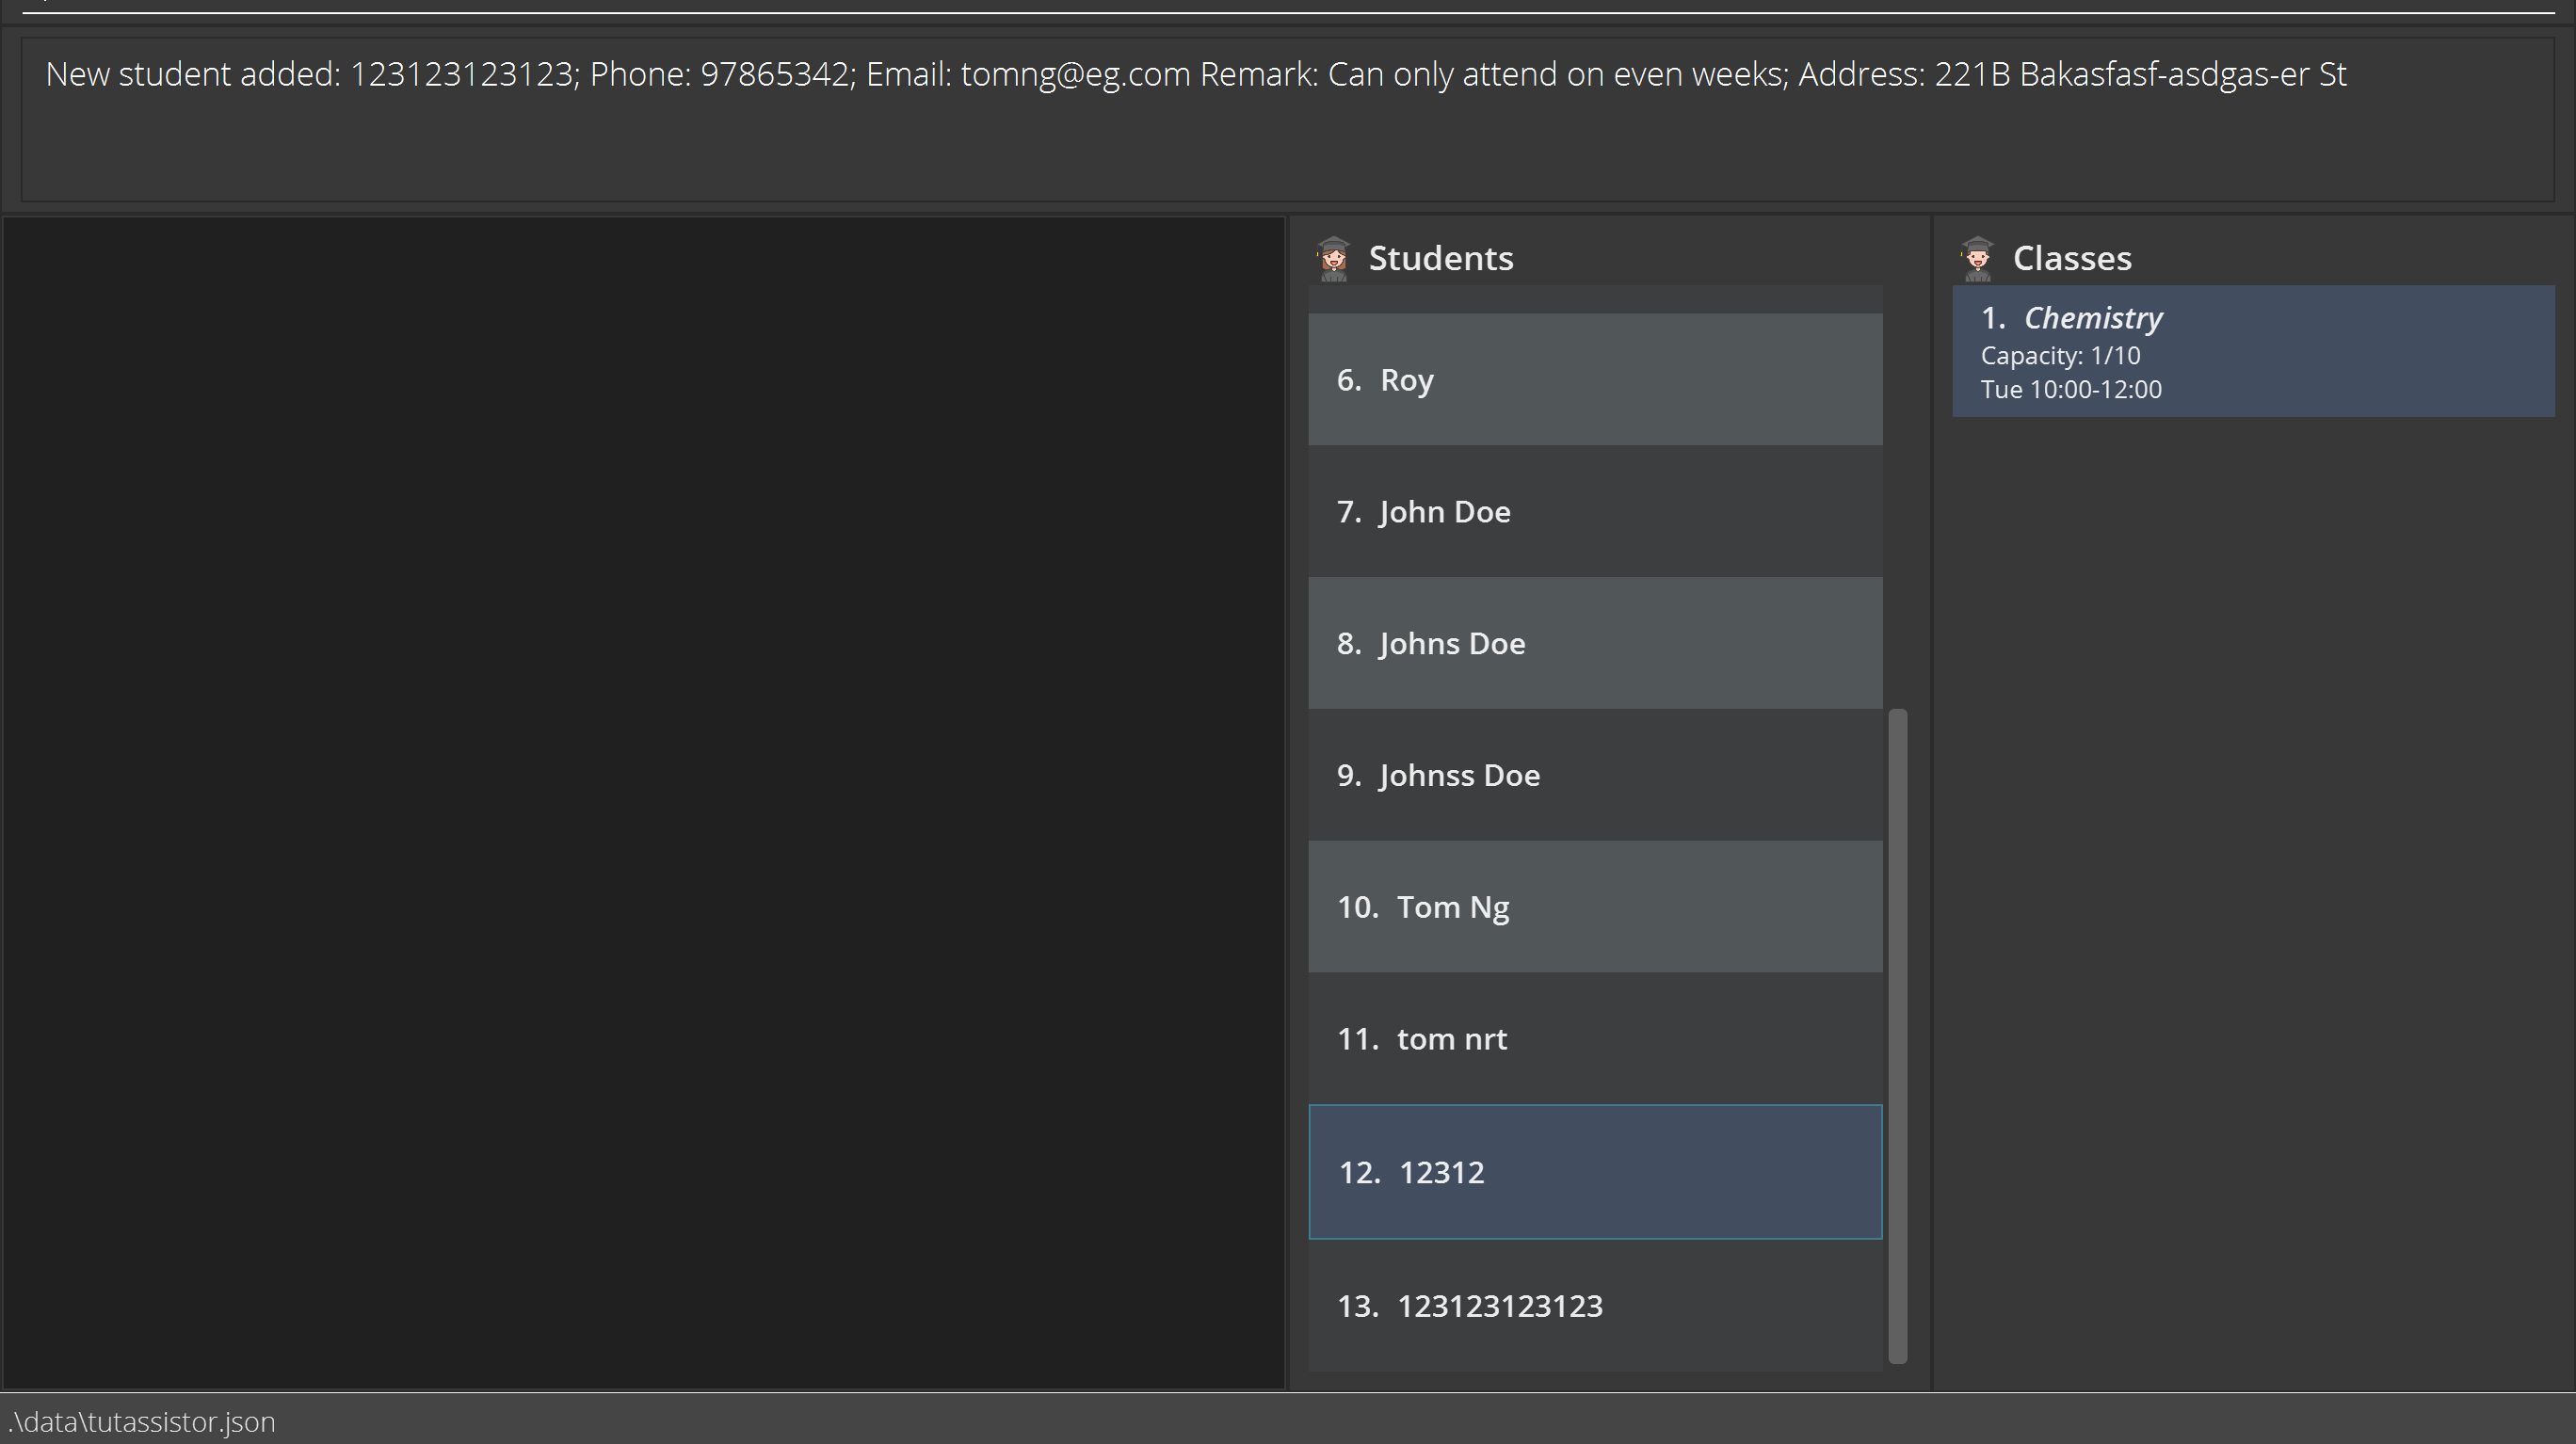 New student added: 123123123123; Phone: 97865342; Email: tomng@eg.com Remark: Can only attend on even weeks; Address: 221B Bakasfasf-asdgas-er St
Students
6. Roy
7. John Doe
8. Johns Doe
9. Johnss Doe
10. Tom Ng
11. tom nrt
12. 12312
13. 123123123123
Classes
1. Chemistry
Capacity: 1/10
Tue 10:00-12:00
.\data\tutassistor.json